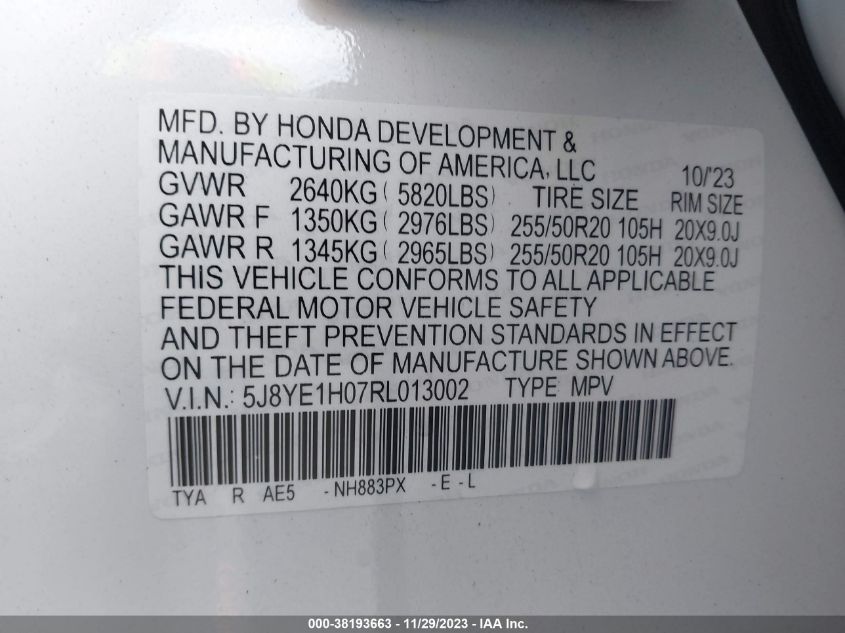 MFD. BY HONDA DEVELOPMENT &
MANUFACTURING OF AMERICA, LLC 10/'23
GVWR 2640KG ( 5820LBS) TIRE SIZE RIM SIZE
GAWR F 1350KG ( 2976LBS) 255/50R20 105H 20X9.0J
GAWR R 1345KG ( 2965LBS) 255/50R20 105H 20X9.0J
THIS VEHICLE CONFORMS TO ALL APPLICABLE
FEDERAL MOTOR VEHICLE SAFETY
AND THEFT PREVENTION STANDARDS IN EFFECT
ON THE DATE OF MANUFACTURE SHOWN ABOVE.
V.I.N.: 5J8YE1H07RL013002 TYPE MPV
TYA R AE5 -NH883PX -E-L
000-38193663 - 11/29/2023 - IAA Inc.